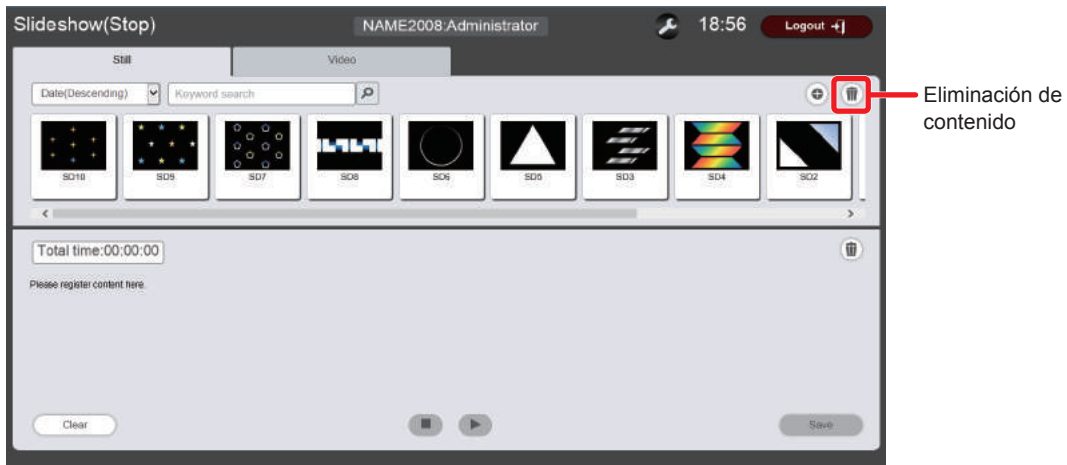 Slideshow(Stop)
NAME2008:Administrator
18:56
Logout
Still
Video
Date(Descending)
Keyword search
Eliminación de
contenido
SD10
SD9
SD7
SD8
SD6
SD5
SD3
SD4
SD2
Total time:00:00:00
Please register content here.
Clear
Save